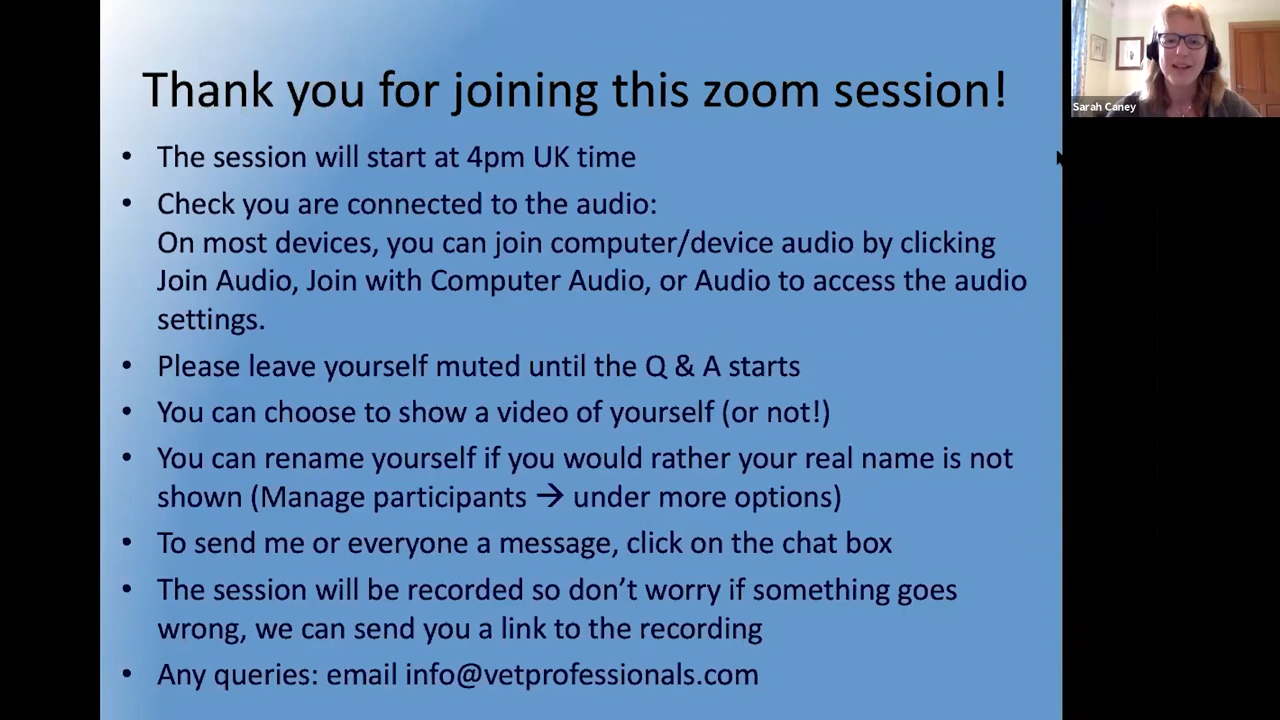 Thank you for joining this zoom session!
Sarah Caney
• The session will start at 4pm UK time
• Check you are connected to the audio:
On most devices, you can join computer/device audio by clicking
Join Audio, Join with Computer Audio, or Audio to access the audio
settings.
• Please leave yourself muted until the Q & A starts
• You can choose to show a video of yourself (or not!)
• You can rename yourself if you would rather your real name is not
shown (Manage participants → under more options)
• To send me or everyone a message, click on the chat box
• The session will be recorded so don’t worry if something goes
wrong, we can send you a link to the recording
• Any queries: email info@vetprofessionals.com